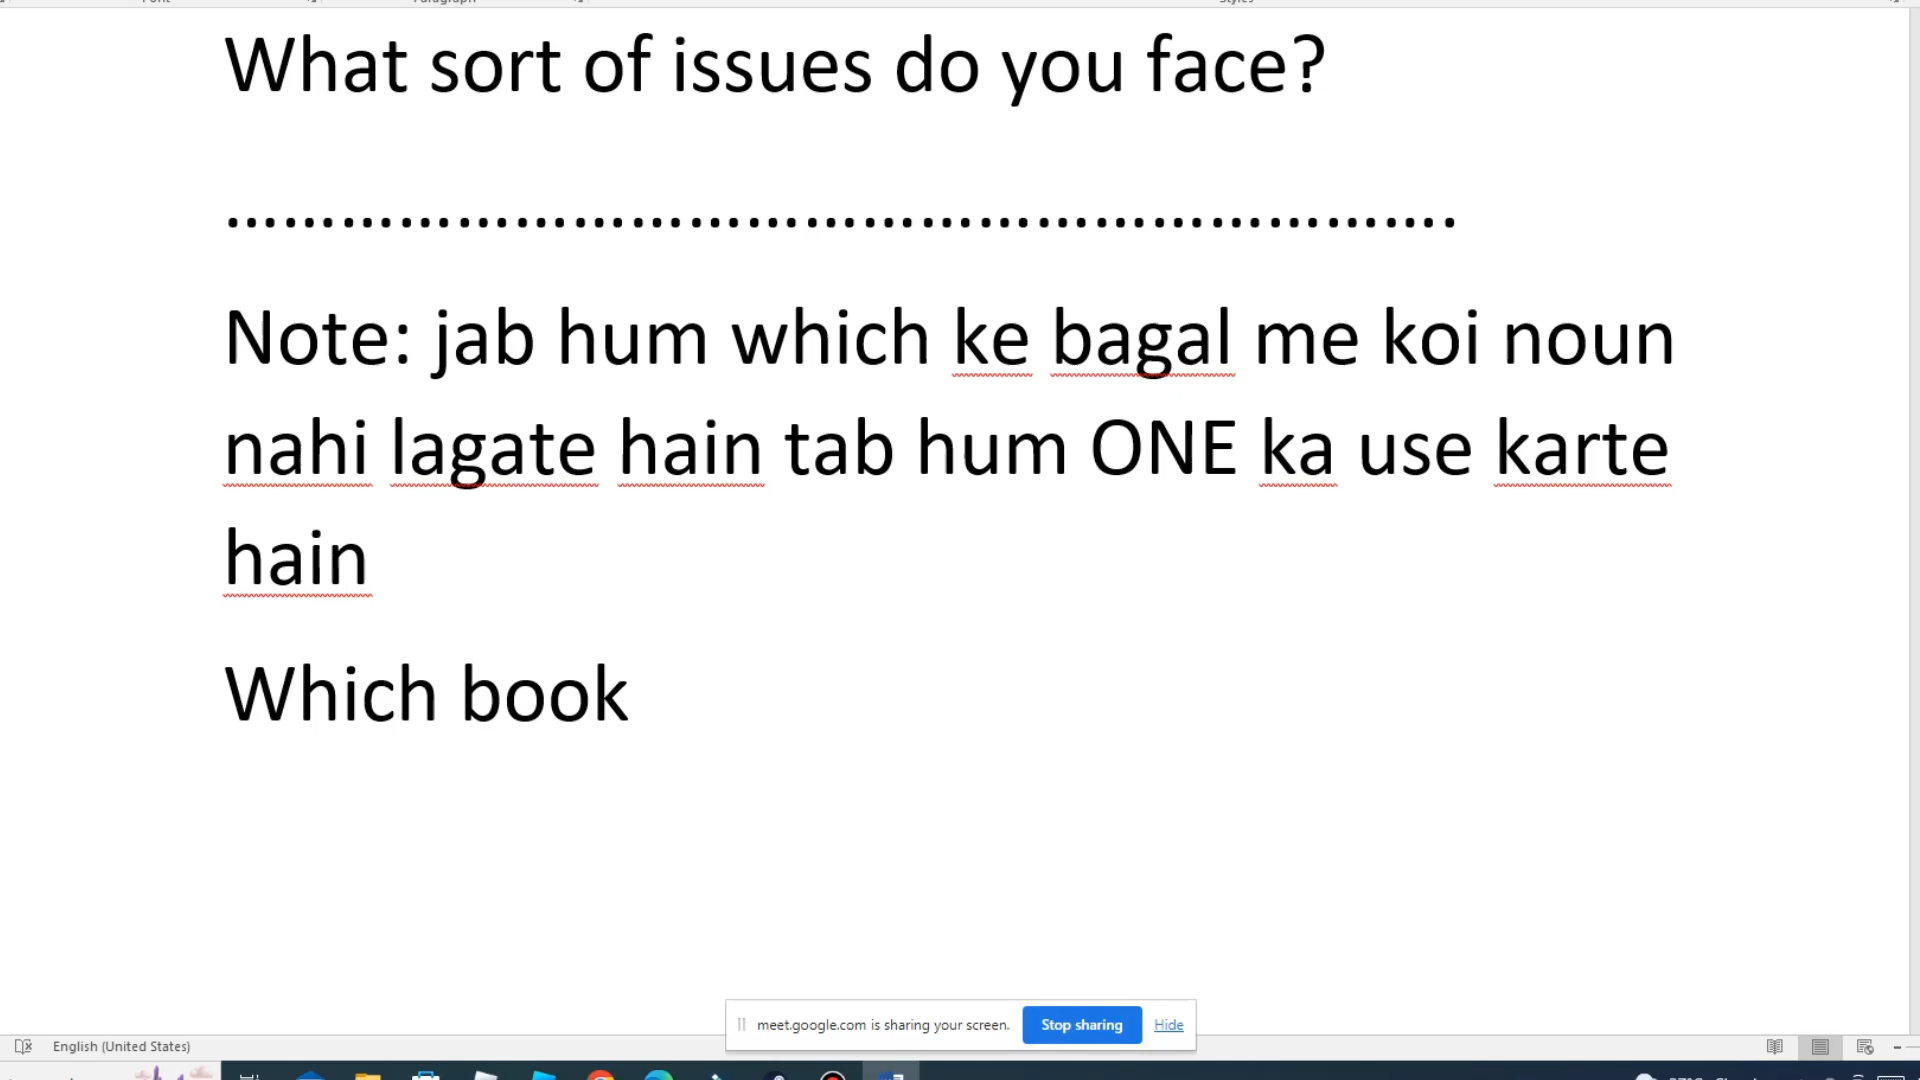 What sort of issues do you face?
……………………………………………………….
Note: jab hum which ke bagal me koi noun
nahi lagate hain tab hum ONE ka use karte
hain
Which book
meet.google.com is sharing your screen. Stop sharing Hide
English (United States)